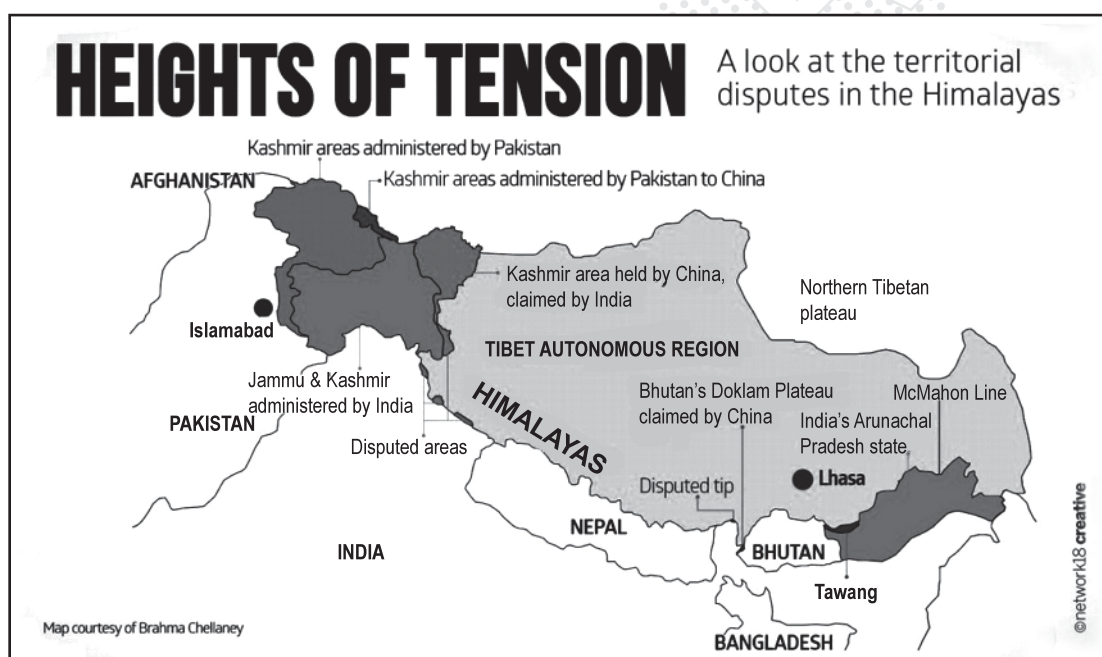 HEIGHTS OF TENSION
A look at the territorial
disputes in the Himalayas
Kashmir areas administered by Pakistan
AFGHANISTAN
Kashmir areas administered by Pakistan to China
Kashmir area held by China,
claimed by India
Northern Tibetan
plateau
Islamabad
TIBET AUTONOMOUS REGION
Jammu & Kashmir
administered by India
HIMALAYAS
Bhutan's Doklam Plateau
claimed by China
McMahon Line
India's Arunachal
Pradesh state
PAKISTAN
Disputed areas
Disputed tip
Lhasa
NEPAL
INDIA
BHUTAN
Tawang
BANGLADESH
Map courtesy of Brahma Chellaney
©network18 creative